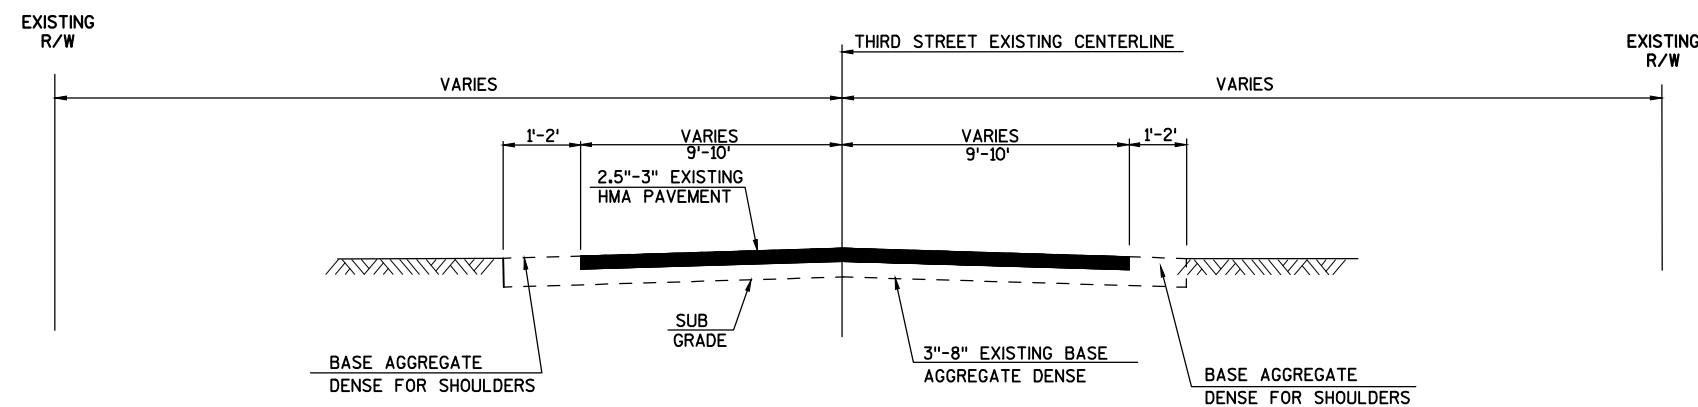 EXISTING
R/W
THIRD STREET EXISTING CENTERLINE
EXISTING
R/W
VARIES
VARIES
1'-2'
VARIES
9'-10'
VARIES
9'-10'
1'-2'
2.5"-3" EXISTING
HMA PAVEMENT
SUB
GRADE
3"-8" EXISTING BASE
AGGREGATE DENSE
BASE AGGREGATE
DENSE FOR SHOULDERS
BASE AGGREGATE
DENSE FOR SHOULDERS